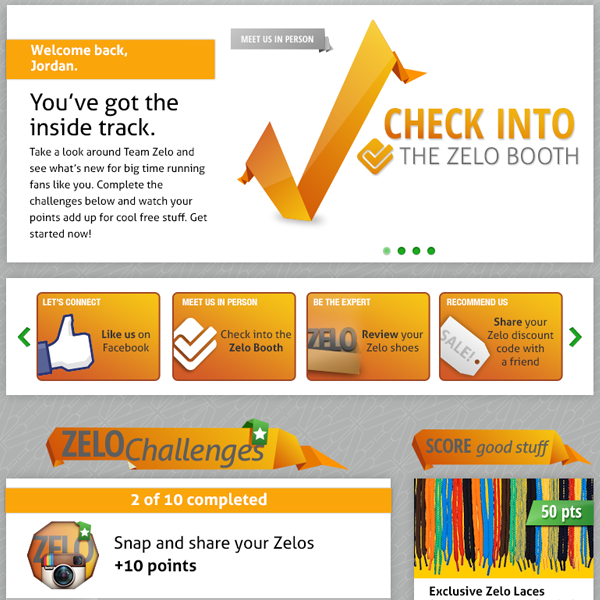 Welcome back,
Jordan.
You've got the
inside track.
Take a look around Team Zelo and
see what's new for big time running
fans like you. Complete the
challenges below and watch your
points add up for cool free stuff. Get
started now!
MEET US IN PERSON
CHECK INTO
THE ZELO BOOTH
LET'S CONNECT
Like us on
Facebook
MEET US IN PERSON
Check into the
Zelo Booth
BE THE EXPERT
ZELO
Review your
Zelo shoes
RECOMMEND US
SALE!
Share your
Zelo discount
code with
a friend
ZELO Challenges
2 of 10 completed
ZELO
Snap and share your Zelos
+10 points
SCORE good stuff
50 pts
Exclusive Zelo Laces